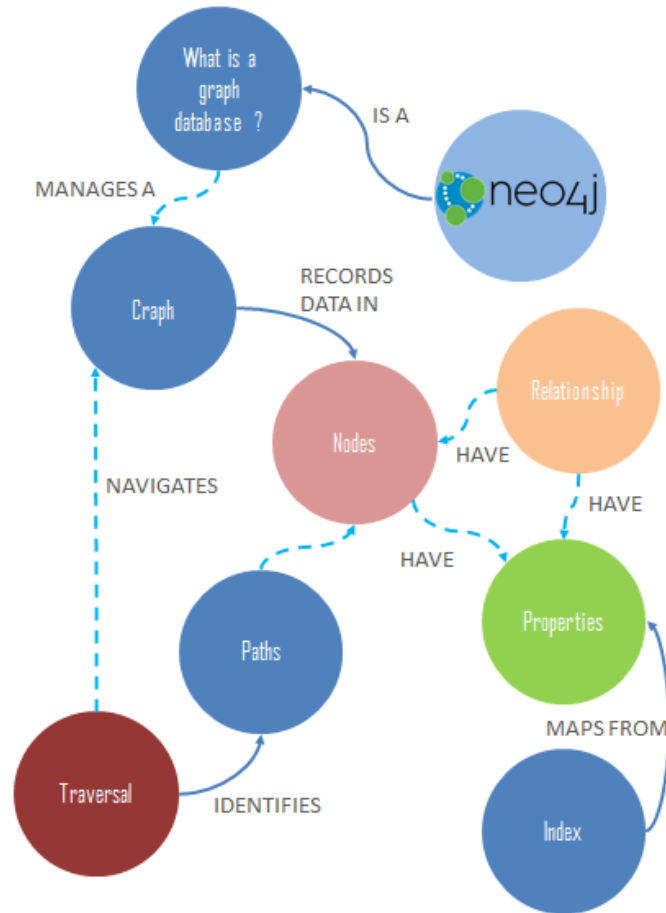 What is a
graph
database ?
IS A
neo4j
MANAGES A
RECORDS
DATA IN
Craph
Relationship
Nodes
HAVE
NAVIGATES
HAVE
HAVE
Properties
Paths
MAPS FROM
Traversal
IDENTIFIES
Index